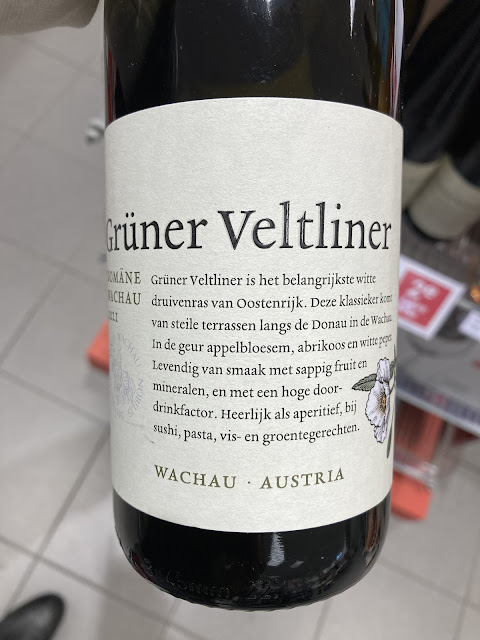 Grüner Veltliner
DOMÄNE
WACHAU
Grüner Veltliner is het belangrijkste witte
druivenras van Oostenrijk. Deze klassieker komt
van steile terrassen langs de Donau in de Wachau.
In de geur appelbloesem, abrikoos en witte peper.
Levendig van smaak met sappig fruit en
mineralen, en met een hoge door-
drinkfactor. Heerlijk als aperitief, bij
sushi, pasta, vis- en groentegerechten.
WACHAU · AUSTRIA